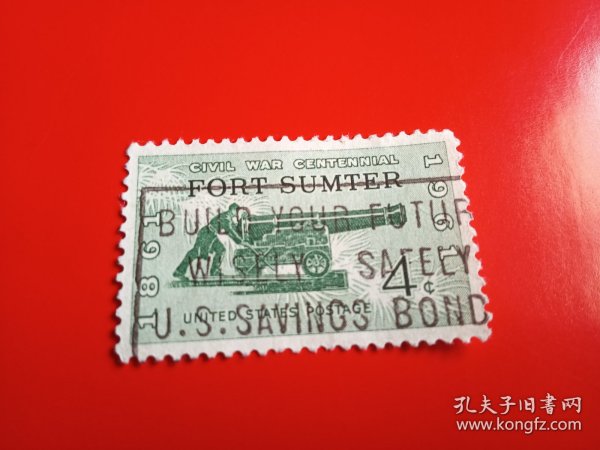 CIVIL WAR CENTENNIAL
FORT SUMTER
1861
1961
4¢
UNITED STATES POSTAGE
BUILD YOUR FUTUR
WISELY SAFELY
U.S. SAVINGS BOND
孔夫子旧书网
www.kongfz.com